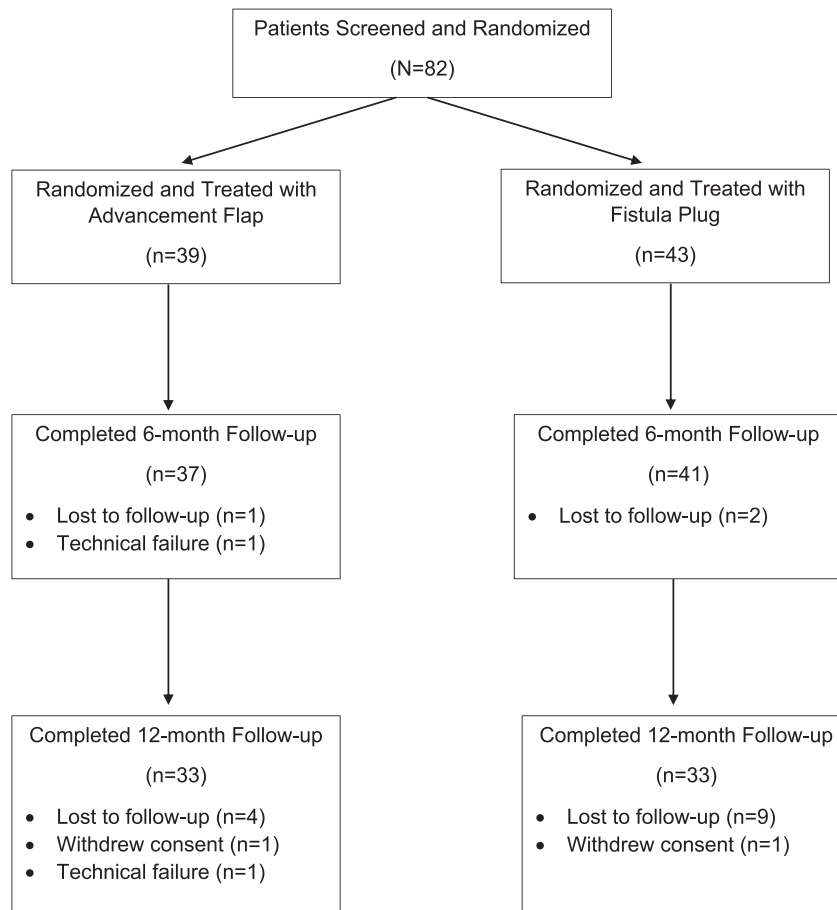 Patients Screened and Randomized
(N=82)
Randomized and Treated with
Advancement Flap
(n=39)
Randomized and Treated with
Fistula Plug
(n=43)
Completed 6-month Follow-up
(n=37)
• Lost to follow-up (n=1)
• Technical failure (n=1)
Completed 6-month Follow-up
(n=41)
• Lost to follow-up (n=2)
Completed 12-month Follow-up
(n=33)
• Lost to follow-up (n=4)
• Withdrew consent (n=1)
• Technical failure (n=1)
Completed 12-month Follow-up
(n=33)
• Lost to follow-up (n=9)
• Withdrew consent (n=1)